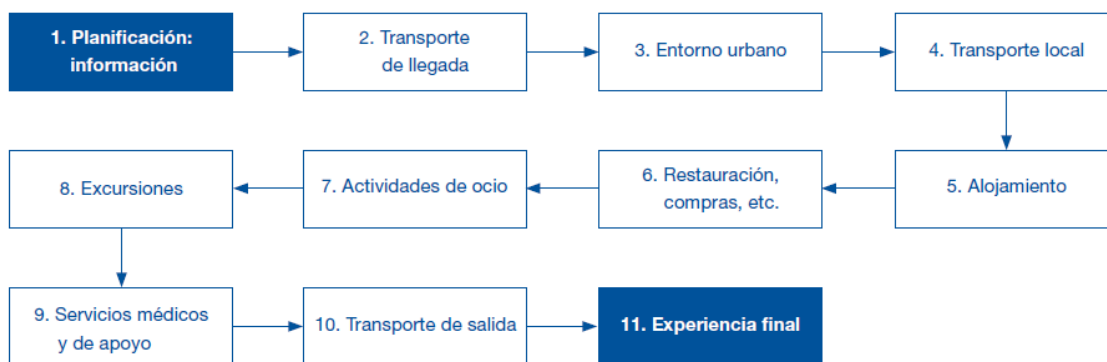 1. Planificación:
información
2. Transporte
de llegada
3. Entorno urbano
4. Transporte local
5. Alojamiento
6. Restauración,
compras, etc.
7. Actividades de ocio
8. Excursiones
9. Servicios médicos
y de apoyo
10. Transporte de salida
11. Experiencia final